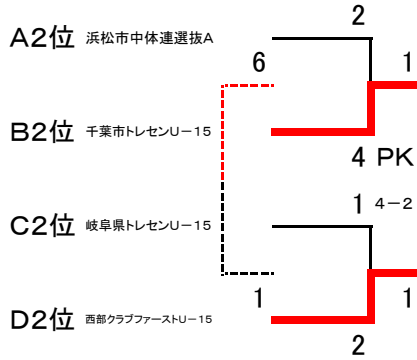 2
A2位 浜松市中体連選抜A
6 1
B2位 千葉市トレセンU－15
4 PK
1 4－2
C2位 岐阜県トレセンU－15
1 1
D2位 西部クラブファーストU－15
2